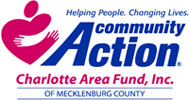 Helping People. Changing Lives.
community
Action®
Charlotte Area Fund, Inc.
OF MECKLENBURG COUNTY